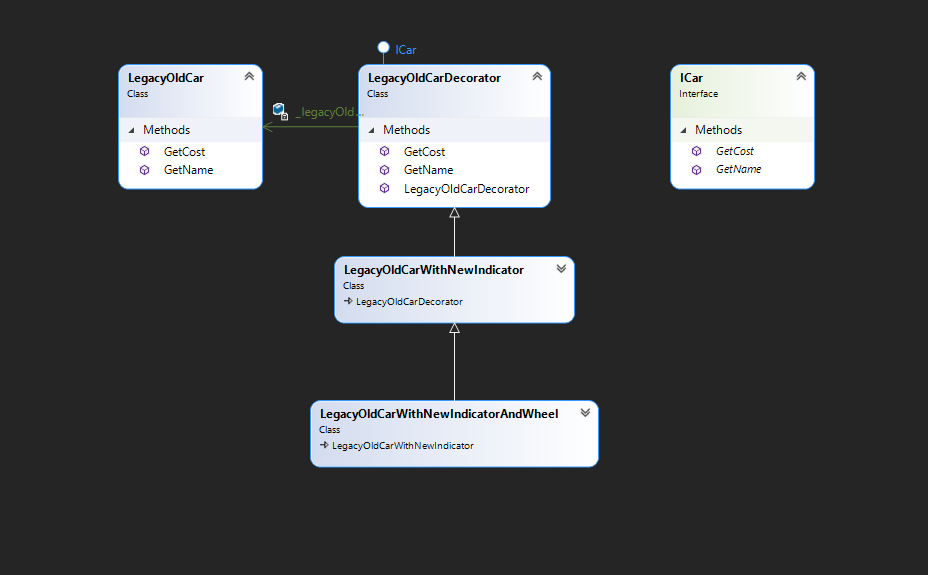 ICar
LegacyOldCar
Class
Methods
GetCost
GetName
_legacyOld...
LegacyOldCarDecorator
Class
Methods
GetCost
GetName
LegacyOldCarDecorator
ICar
Interface
Methods
GetCost
GetName
LegacyOldCarWithNewIndicator
Class
LegacyOldCarDecorator
LegacyOldCarWithNewIndicatorAndWheel
Class
LegacyOldCarWithNewIndicator